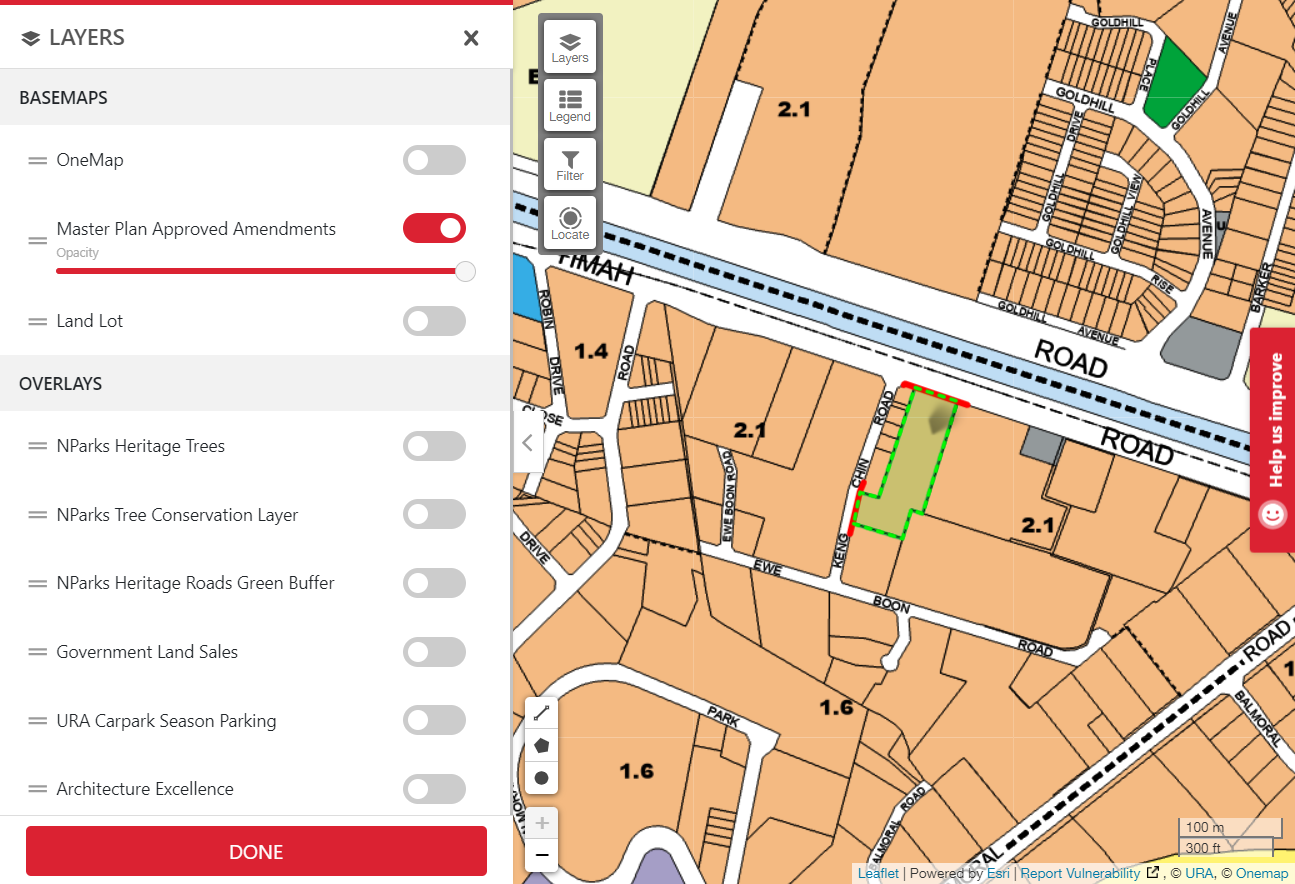 LAYERS
BASEMAPS
OneMap
Master Plan Approved Amendments
Opacity
Land Lot
OVERLAYS
NParks Heritage Trees
NParks Tree Conservation Layer
NParks Heritage Roads Green Buffer
Government Land Sales
URA Carpark Season Parking
Architecture Excellence
DONE
Layers
Legend
Filter
Locate
E
2.1
GOLDHILL
AVENUE
PLACE
GOLDHILL
GOLDHILL
DRIVE
GOLDHILL
GOLDHILL VIEW
GOLDHILL
RISE
AVENUE
U
BARKER
GOLDHILL
AVENUE
TIMAH
ROAD
ROAD
ROBIN
DRIVE
1.4
ROAD
CLOSE
2.1
EWE BOON ROAD
ROAD
CHIN
KENG
2.1
DRIVE
EWE
BOON
ROAD
ROAD
BALMORAL
1
PARK
1.6
1.6
BALMORAL
ROAD
Help us improve
100 m
300 ft
Leaflet | Powered by Esri | Report Vulnerability , © URA, © Onemap